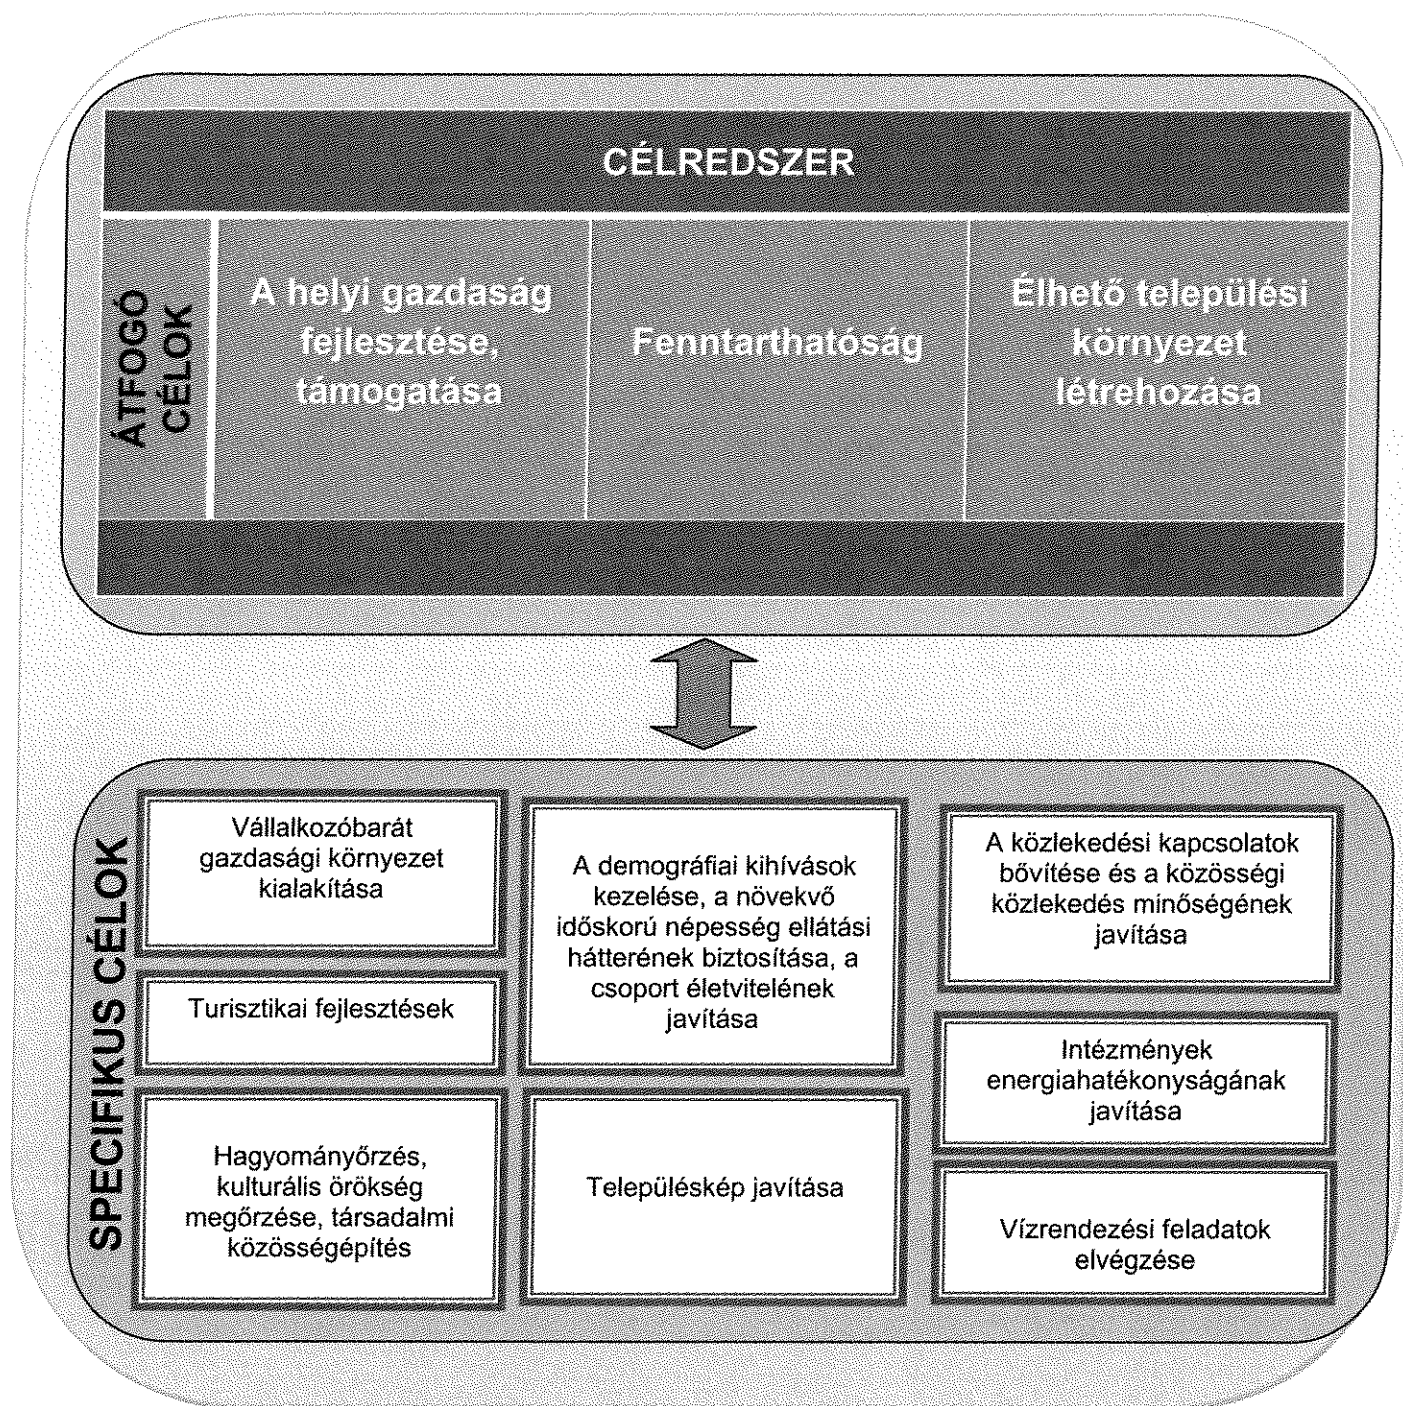 CÉLREDSZER
ÁTFOGÓ
CÉLOK
A helyi gazdaság
fejlesztése,
támogatása
Fenntarthatóság
Élhető települési
környezet
létrehozása
SPECIFIKUS CÉLOK
Vállalkozóbarát
gazdasági környezet
kialakítása
Turisztikai fejlesztések
Hagyományőrzés,
kulturális örökség
megőrzése, társadalmi
közösségépítés
A demográfiai kihívások
kezelése, a növekvő
időskorú népesség ellátási
hátterének biztosítása, a
csoport életvitelének
javítása
Településkép javítása
A közlekedési kapcsolatok
bővítése és a közösségi
közlekedés minőségének
javítása
Intézmények
energiahatékonyságának
javítása
Vízrendezési feladatok
elvégzése